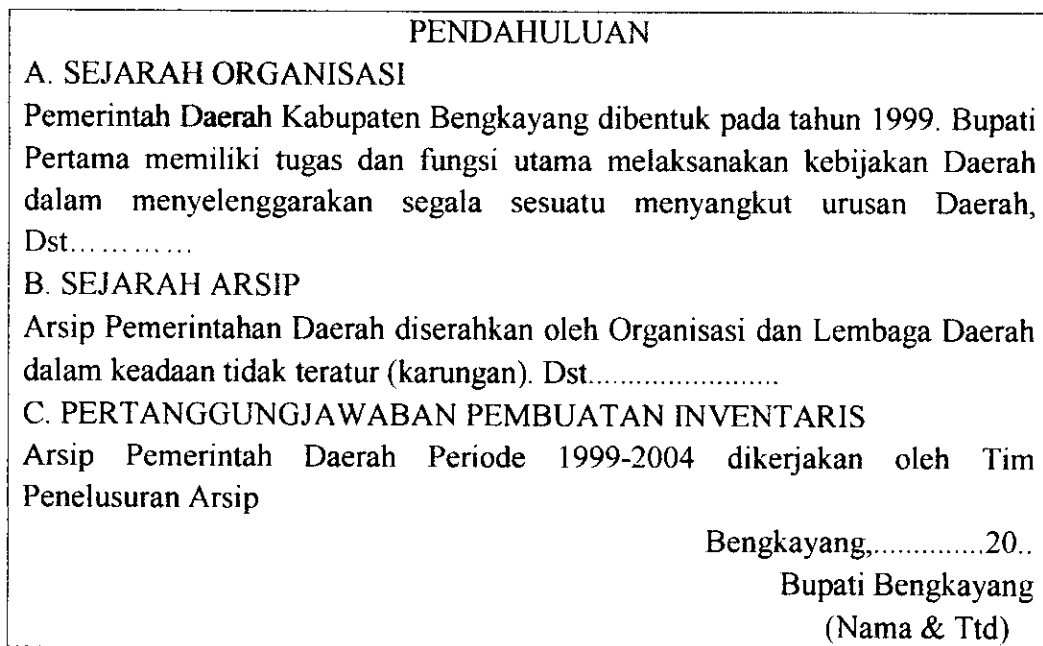 PENDAHULUAN
A. SEJARAH ORGANISASI
Pemerintah Daerah Kabupaten Bengkayang dibentuk pada tahun 1999. Bupati
Pertama memiliki tugas dan fungsi utama melaksanakan kebijakan Daerah
dalam menyelenggarakan segala sesuatu menyangkut urusan Daerah,
Dst............
B. SEJARAH ARSIP
Arsip Pemerintahan Daerah diserahkan oleh Organisasi dan Lembaga Daerah
dalam keadaan tidak teratur (karungan). Dst........................
C. PERTANGGUNGJAWABAN PEMBUATAN INVENTARIS
Arsip Pemerintah Daerah Periode 1999-2004 dikerjakan oleh Tim
Penelusuran Arsip
Bengkayang,..............20..
Bupati Bengkayang
(Nama & Ttd)